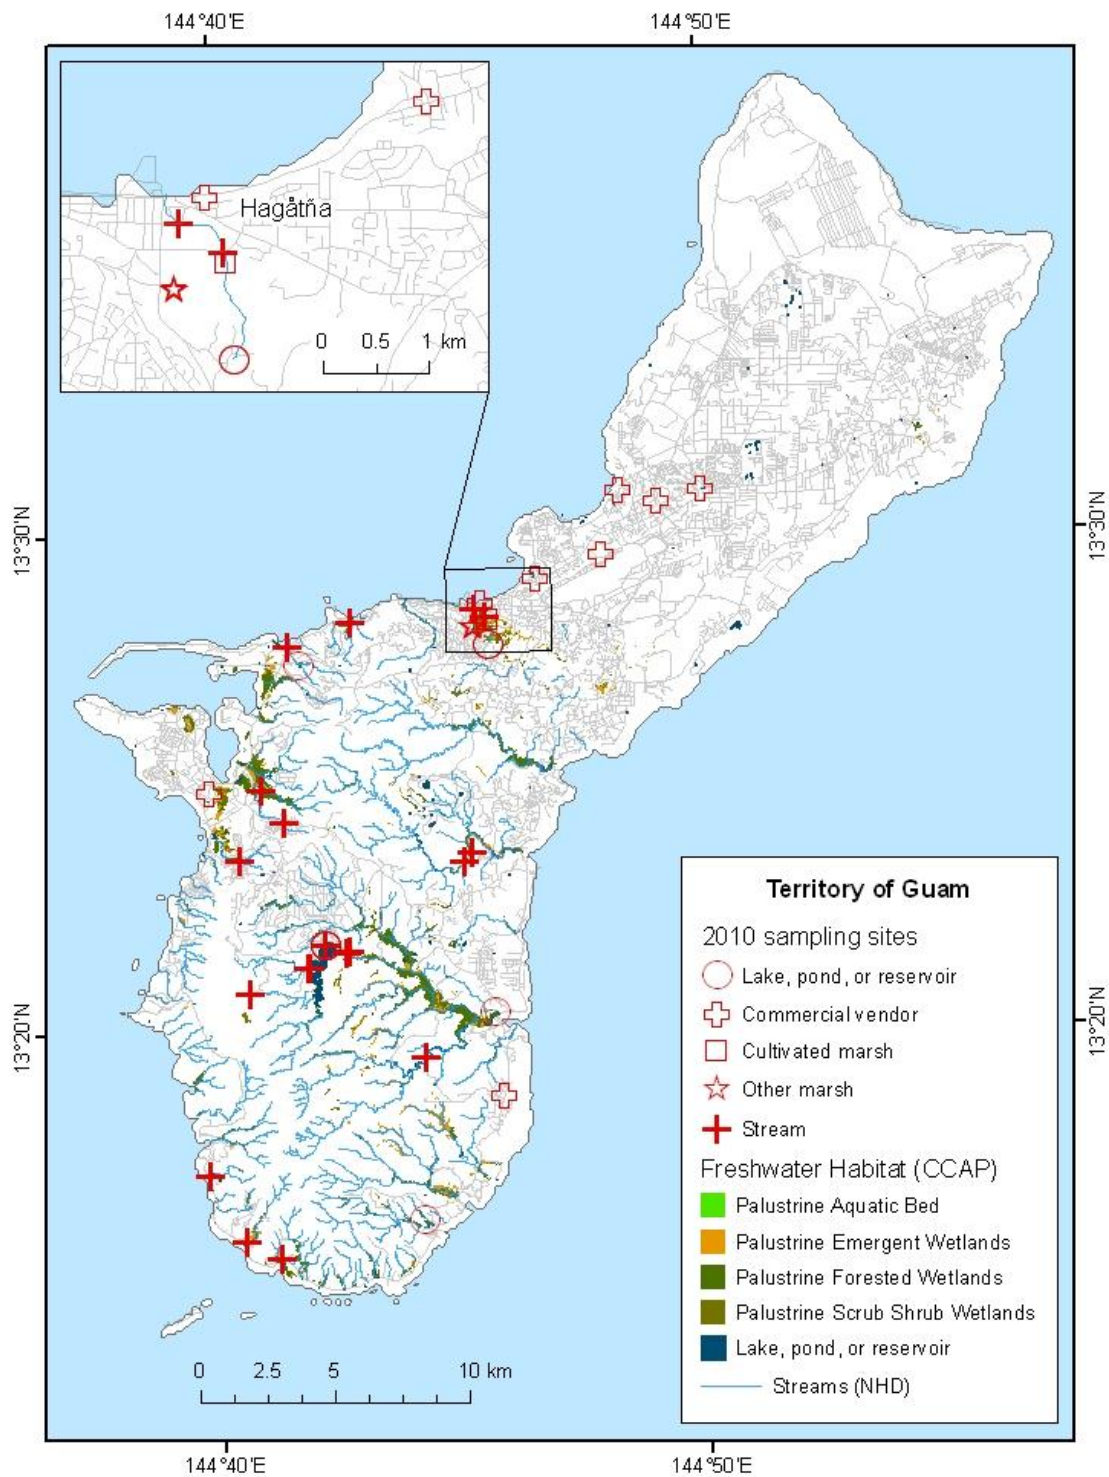 144°40'E 144°50'E
Hagåtña
0 0.5 1 km
13°30'N 13°30'N
13°20'N 13°20'N
Territory of Guam
2010 sampling sites
Lake, pond, or reservoir
Commercial vendor
Cultivated marsh
Other marsh
Stream
Freshwater Habitat (CCAP)
Palustrine Aquatic Bed
Palustrine Emergent Wetlands
Palustrine Forested Wetlands
Palustrine Scrub Shrub Wetlands
Lake, pond, or reservoir
Streams (NHD)
0 2.5 5 10 km
144°40'E 144°50'E